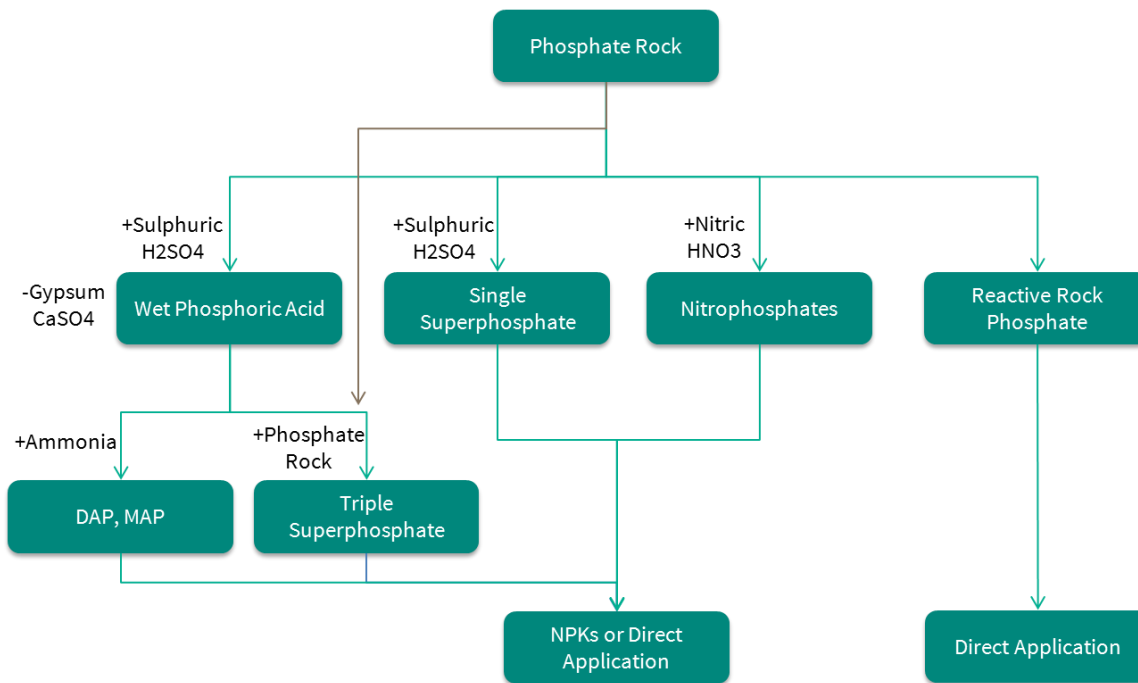 Phosphate Rock
+Sulphuric
H2SO4
+Sulphuric
H2SO4
+Nitric
HNO3
-Gypsum
CaSO4
Wet Phosphoric Acid
Single
Superphosphate
Nitrophosphates
Reactive Rock
Phosphate
+Ammonia
+Phosphate
Rock
DAP, MAP
Triple
Superphosphate
NPKs or Direct
Application
Direct Application